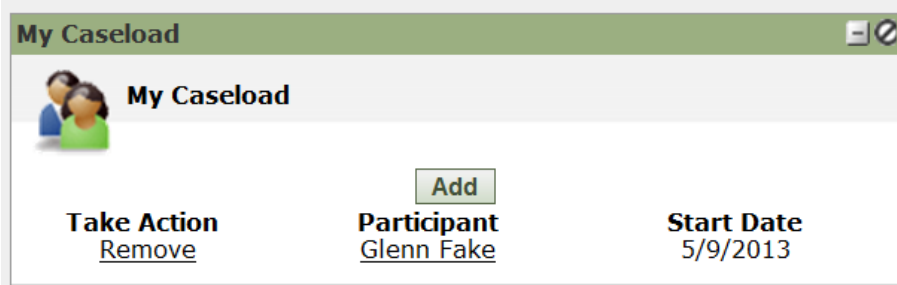 My Caseload
My Caseload
Add
Take Action Participant Start Date
Remove Glenn Fake 5/9/2013